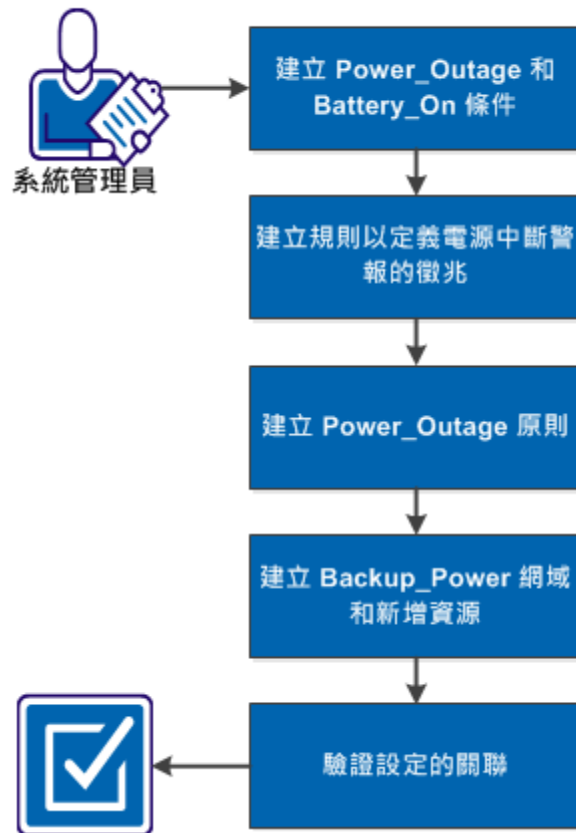 建立 Power_Outage 和
Battery_On 條件
系統管理員
建立規則以定義電源中斷警
報的徵兆
建立 Power_Outage 原則
建立 Backup_Power 網域
和新增資源
驗證設定的關聯